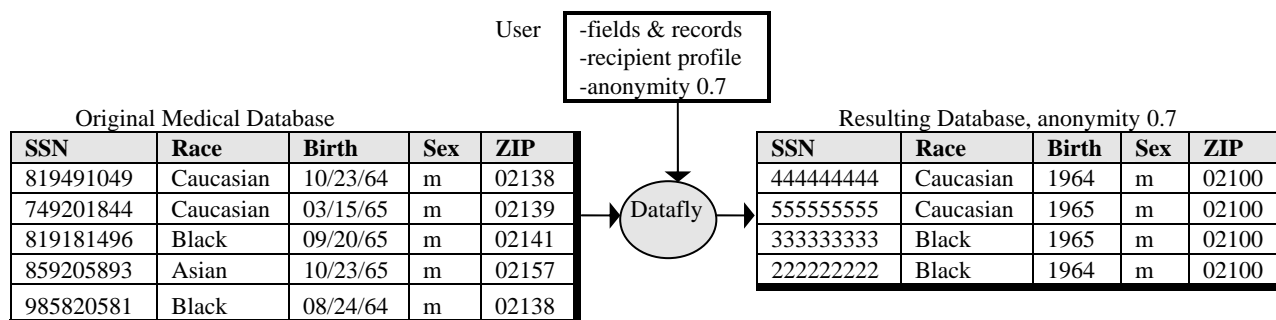 User
-fields & records
-recipient profile
-anonymity 0.7
Original Medical Database
SSN Race Birth Sex ZIP
819491049 Caucasian 10/23/64 m 02138
749201844 Caucasian 03/15/65 m 02139
819181496 Black 09/20/65 m 02141
859205893 Asian 10/23/65 m 02157
985820581 Black 08/24/64 m 02138
Datafly
Resulting Database, anonymity 0.7
SSN Race Birth Sex ZIP
444444444 Caucasian 1964 m 02100
555555555 Caucasian 1965 m 02100
333333333 Black 1965 m 02100
222222222 Black 1964 m 02100